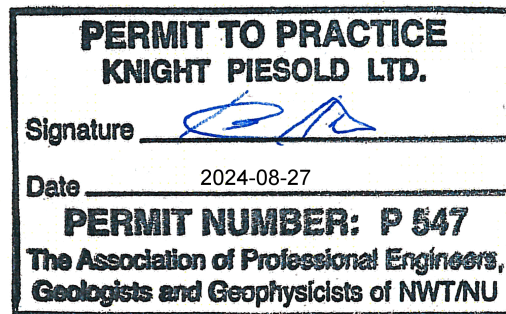 PERMIT TO PRACTICE
KNIGHT PIESOLD LTD.
Signature
Date 2024-08-27
PERMIT NUMBER: P 547
The Association of Professional Engineers,
Geologists and Geophysicists of NWT/NU